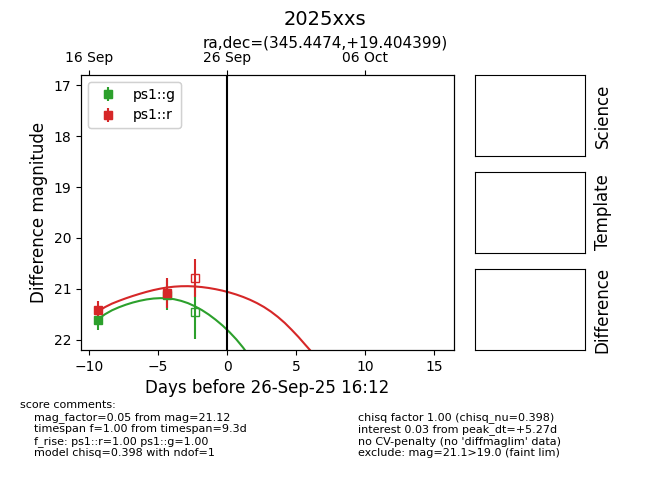 2025xxs
ra,dec=(345.4474,+19.404399)
16 Sep
26 Sep
06 Oct
ps1::g
ps1::r
17
18
19
20
21
22
Difference magnitude
−10
−5
0
5
10
15
Days before 26-Sep-25 16:12
Science
Template
Difference
score comments:
mag_factor=0.05 from mag=21.12
timespan f=1.00 from timespan=9.3d
f_rise: ps1::r=1.00 ps1::g=1.00
model chisq=0.398 with ndof=1
chisq factor 1.00 (chisq_nu=0.398)
interest 0.03 from peak_dt=+5.27d
no CV-penalty (no 'diffmaglim' data)
exclude: mag=21.1>19.0 (faint lim)